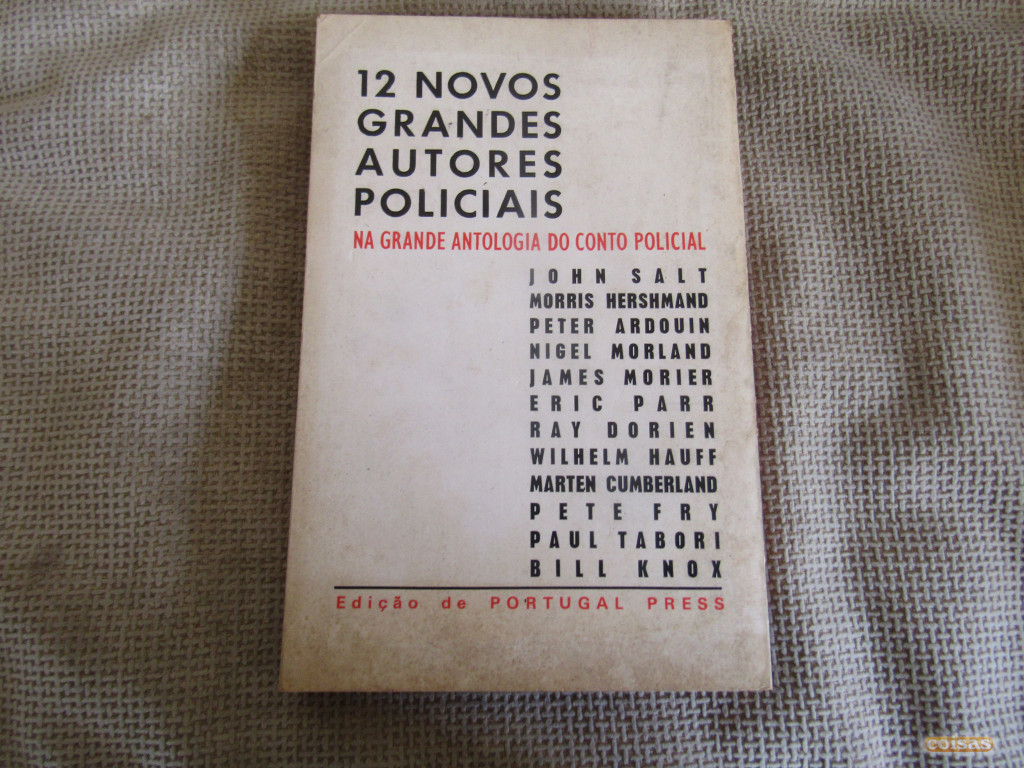 12 NOVOS
GRANDES
AUTORES
POLICIAIS
NA GRANDE ANTOLOGIA DO CONTO POLICIAL
JOHN SALT
MORRIS HERSHMAND
PETER ARDOUIN
NIGEL MORLAND
JAMES MORIER
ERIC PARR
RAY DORIEN
WILHELM HAUFF
MARTEN CUMBERLAND
PETE FRY
PAUL TABORI
BILL KNOX
Edição de PORTUGAL PRESS
coisas